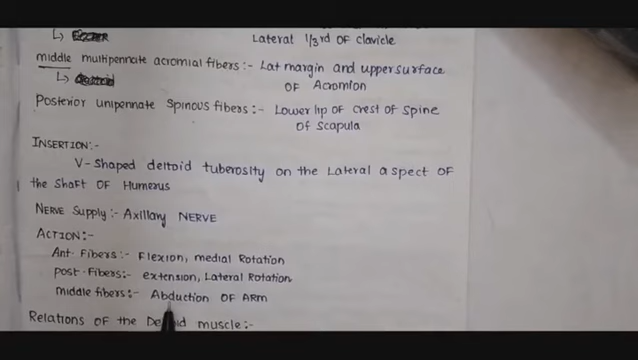 Lateral 1/3rd OF clavicle
middle multipennate acromial fibers :- Lat margin and upper surface
OF Acromion
Posterior unipennate Spinous fibers :- Lower lip OF crest OF spine
OF Scapula
INSERTION :-
V-Shaped deltoid tuberosity on the Lateral aspect OF
the shaft OF Humerus
NERVE Supply :- Axillary NERVE
ACTION :-
Ant Fibers :- Flexion, medial Rotation
post Fibers :- extension, Lateral Rotation
middle fibers :- Abduction OF ARM
Relations OF the Deltoid muscle :-